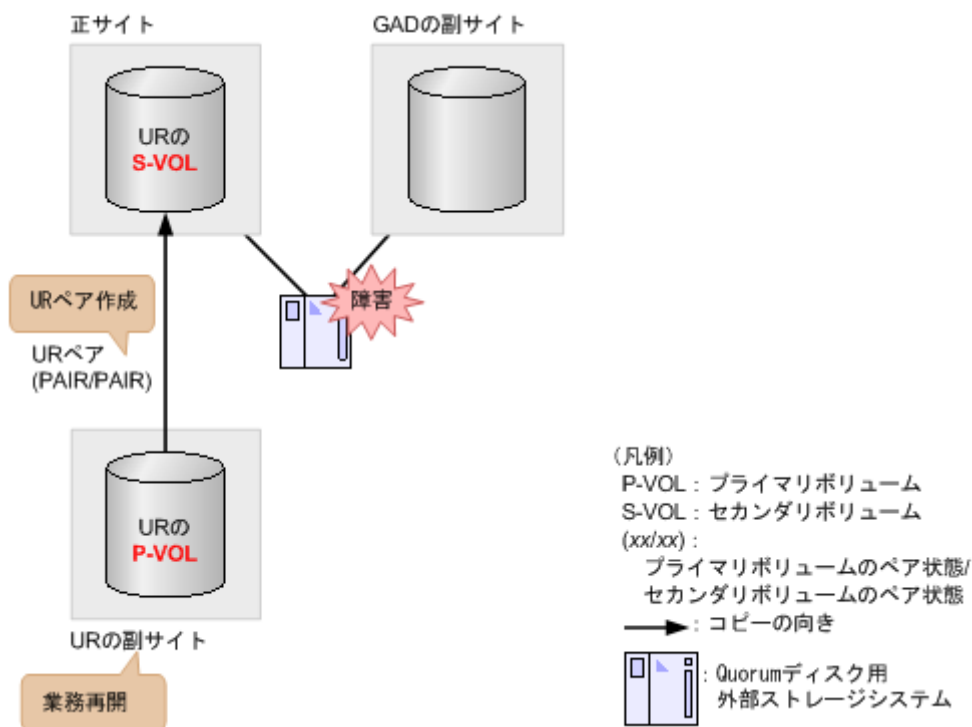 正サイト
GADの副サイト
URの
S-VOL
障害
URペア作成
URペア
(PAIR/PAIR)
URの
P-VOL
URの副サイト
業務再開
（凡例）
P-VOL：プライマリボリューム
S-VOL：セカンダリボリューム
(xx/xx)：
プライマリボリュームのペア状態/
セカンダリボリュームのペア状態
：コピーの向き
：Quorumディスク用
外部ストレージシステム